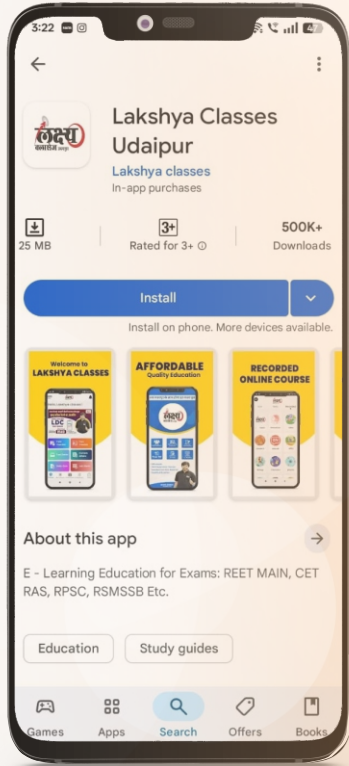 3:22
Lakshya Classes
Udaipur
Lakshya classes
In-app purchases
लक्ष्य
क्लासेस
25 MB
3+
Rated for 3+
500K+
Downloads
Install
Install on phone. More devices available.
Welcome to
LAKSHYA CLASSES
LDC
AFFORDABLE
Quality Education
लक्ष्य
RECORDED
ONLINE COURSE
About this app
E - Learning Education for Exams: REET MAIN, CET
RAS, RPSC, RSMSSB Etc.
Education
Study guides
Games
Apps
Search
Offers
Books